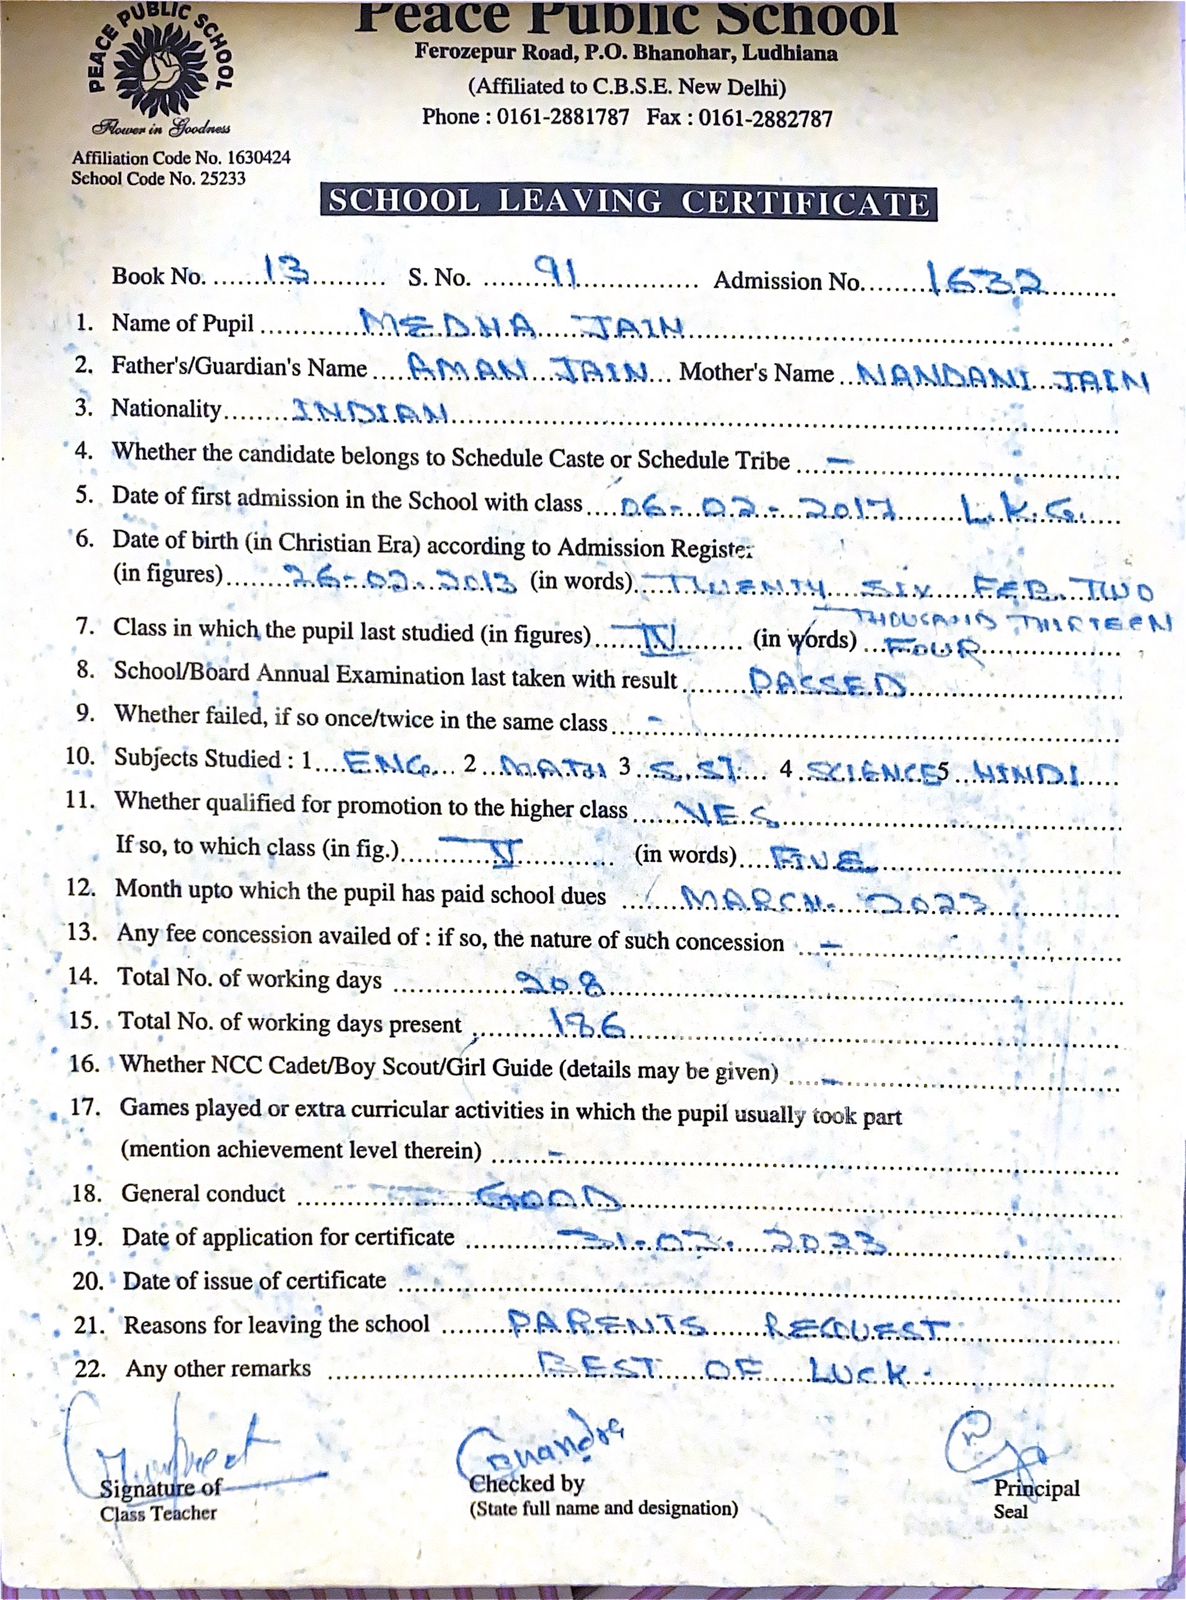 PEACE PUBLIC SCHOOL
Flower in Goodness
Peace Public School
Ferozepur Road, P.O. Bhanohar, Ludhiana
(Affiliated to C.B.S.E. New Delhi)
Phone : 0161-2881787 Fax : 0161-2882787
Affiliation Code No. 1630424
School Code No. 25233
SCHOOL LEAVING CERTIFICATE
Book No. 13 S. No. 91 Admission No. 1632
1. Name of Pupil MEDHA JAIN
2. Father's/Guardian's Name AMAN JAIN Mother's Name NANDANI JAIN
3. Nationality INDIAN
4. Whether the candidate belongs to Schedule Caste or Schedule Tribe –
5. Date of first admission in the School with class 06-02-2017 L.K.G.
6. Date of birth (in Christian Era) according to Admission Register
(in figures) 26-02-2013 (in words) TWENTY SIX FEB. TWO
THOUSAND THIRTEEN
7. Class in which the pupil last studied (in figures) IV (in words) FOUR
8. School/Board Annual Examination last taken with result PASSED
9. Whether failed, if so once/twice in the same class –
10. Subjects Studied : 1 ENG. 2 MATH 3 S.ST. 4 SCIENCE 5 HINDI
11. Whether qualified for promotion to the higher class YES
If so, to which class (in fig.) V (in words) FIVE
12. Month upto which the pupil has paid school dues MARCH. 2023
13. Any fee concession availed of : if so, the nature of such concession –
14. Total No. of working days 208
15. Total No. of working days present 186
16. Whether NCC Cadet/Boy Scout/Girl Guide (details may be given) –
17. Games played or extra curricular activities in which the pupil usually took part
(mention achievement level therein) –
18. General conduct GOOD
19. Date of application for certificate 31-03-2023
20. Date of issue of certificate
21. Reasons for leaving the school PARENTS REQUEST
22. Any other remarks BEST OF LUCK.
Signature of
Class Teacher
Checked by
(State full name and designation)
Principal
Seal